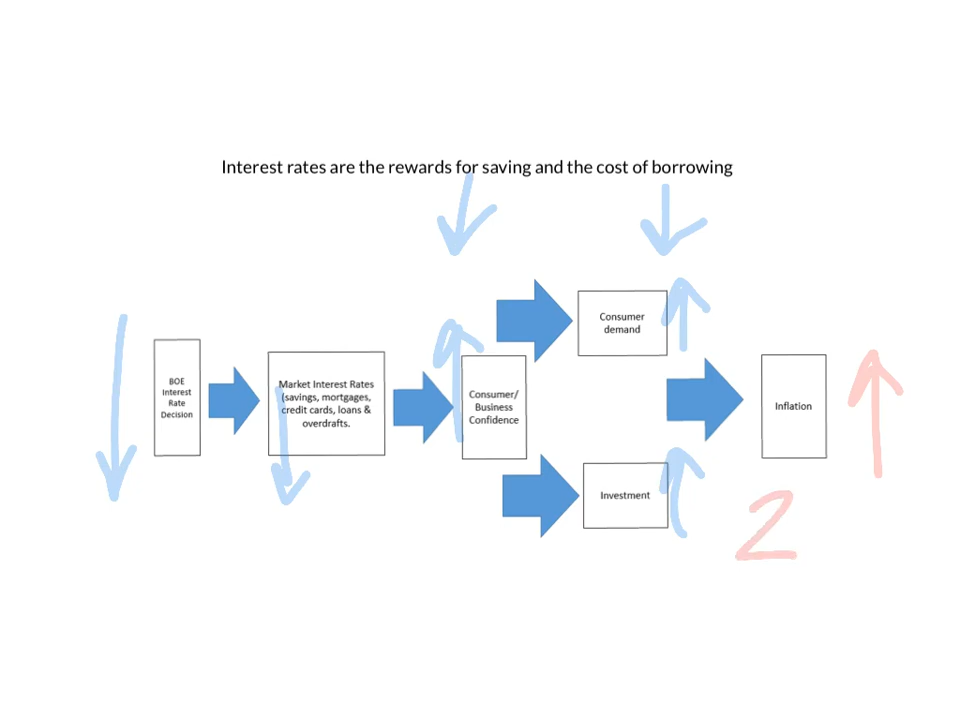 Interest rates are the rewards for saving and the cost of borrowing
BOE
Interest
Rate
Decision
Market Interest Rates
(savings, mortgages,
credit cards, loans &
overdrafts.
Consumer/
Business
Confidence
Consumer
demand
Investment
Inflation
2